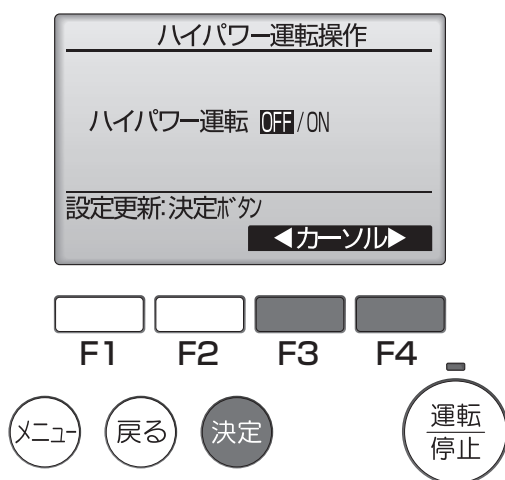 ハイパワー運転操作
ハイパワー運転 OFF/ON
設定更新:決定ボタン
◀カーソル▶
F1 F2 F3 F4
メニュー 戻る 決定 運転
停止